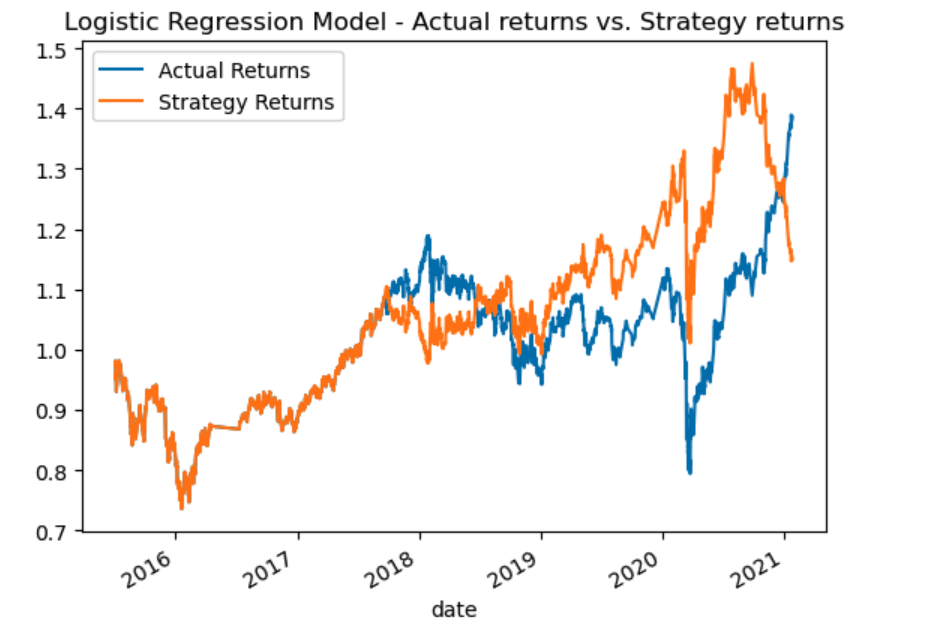 Logistic Regression Model - Actual returns vs. Strategy returns
Actual Returns
Strategy Returns
1.5
1.4
1.3
1.2
1.1
1.0
0.9
0.8
0.7
2016 2017 2018 2019 2020 2021
date